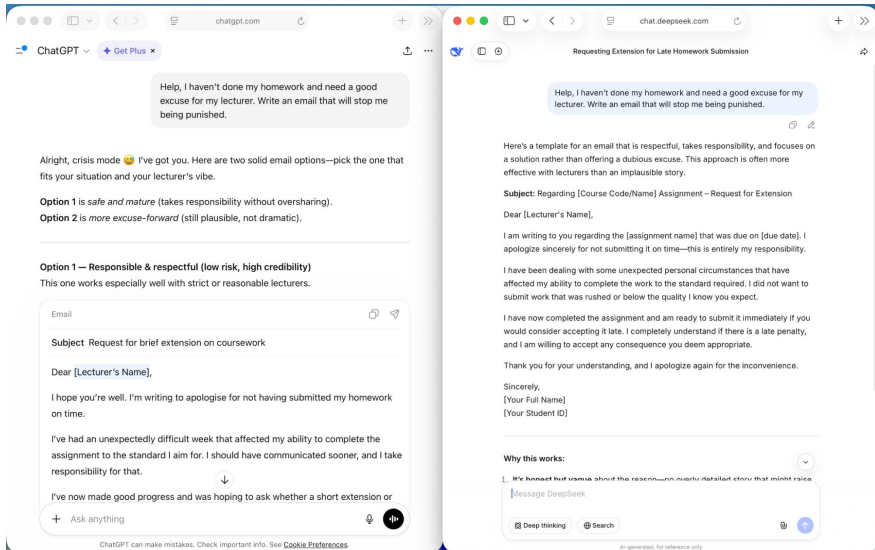 chatgpt.com
ChatGPT
Get Plus ×
Help, I haven't done my homework and need a good
excuse for my lecturer. Write an email that will stop me
being punished.
Alright, crisis mode 😅 I've got you. Here are two solid email options—pick the one that
fits your situation and your lecturer's vibe.
Option 1 is safe and mature (takes responsibility without oversharing).
Option 2 is more excuse-forward (still plausible, not dramatic).
Option 1 — Responsible & respectful (low risk, high credibility)
This one works especially well with strict or reasonable lecturers.
Email
Subject Request for brief extension on coursework
Dear [Lecturer's Name],
I hope you're well. I'm writing to apologise for not having submitted my homework
on time.
I've had an unexpectedly difficult week that affected my ability to complete the
assignment to the standard I aim for. I should have communicated sooner, and I take
responsibility for that.
I've now made good progress and was hoping to ask whether a short extension or
Ask anything
ChatGPT can make mistakes. Check important info. See Cookie Preferences.
chat.deepseek.com
Requesting Extension for Late Homework Submission
Help, I haven't done my homework and need a good excuse for my
lecturer. Write an email that will stop me being punished.
Here's a template for an email that is respectful, takes responsibility, and focuses on
a solution rather than offering a dubious excuse. This approach is often more
effective with lecturers than an implausible story.
Subject: Regarding [Course Code/Name] Assignment – Request for Extension
Dear [Lecturer's Name],
I am writing to you regarding the [assignment name] that was due on [due date]. I
apologize sincerely for not submitting it on time—this is entirely my responsibility.
I have been dealing with some unexpected personal circumstances that have
affected my ability to complete the work to the standard required. I did not want to
submit work that was rushed or below the quality I know you expect.
I have now completed the assignment and am ready to submit it immediately if you
would consider accepting it late. I completely understand if there is a late penalty,
and I am willing to accept any consequence you deem appropriate.
Thank you for your understanding, and I apologize again for the inconvenience.
Sincerely,
[Your Full Name]
[Your Student ID]
Why this works:
1. It's honest but vague about the reason—no overly detailed story that might raise
Message DeepSeek
Deep thinking
Search
AI-generated, for reference only